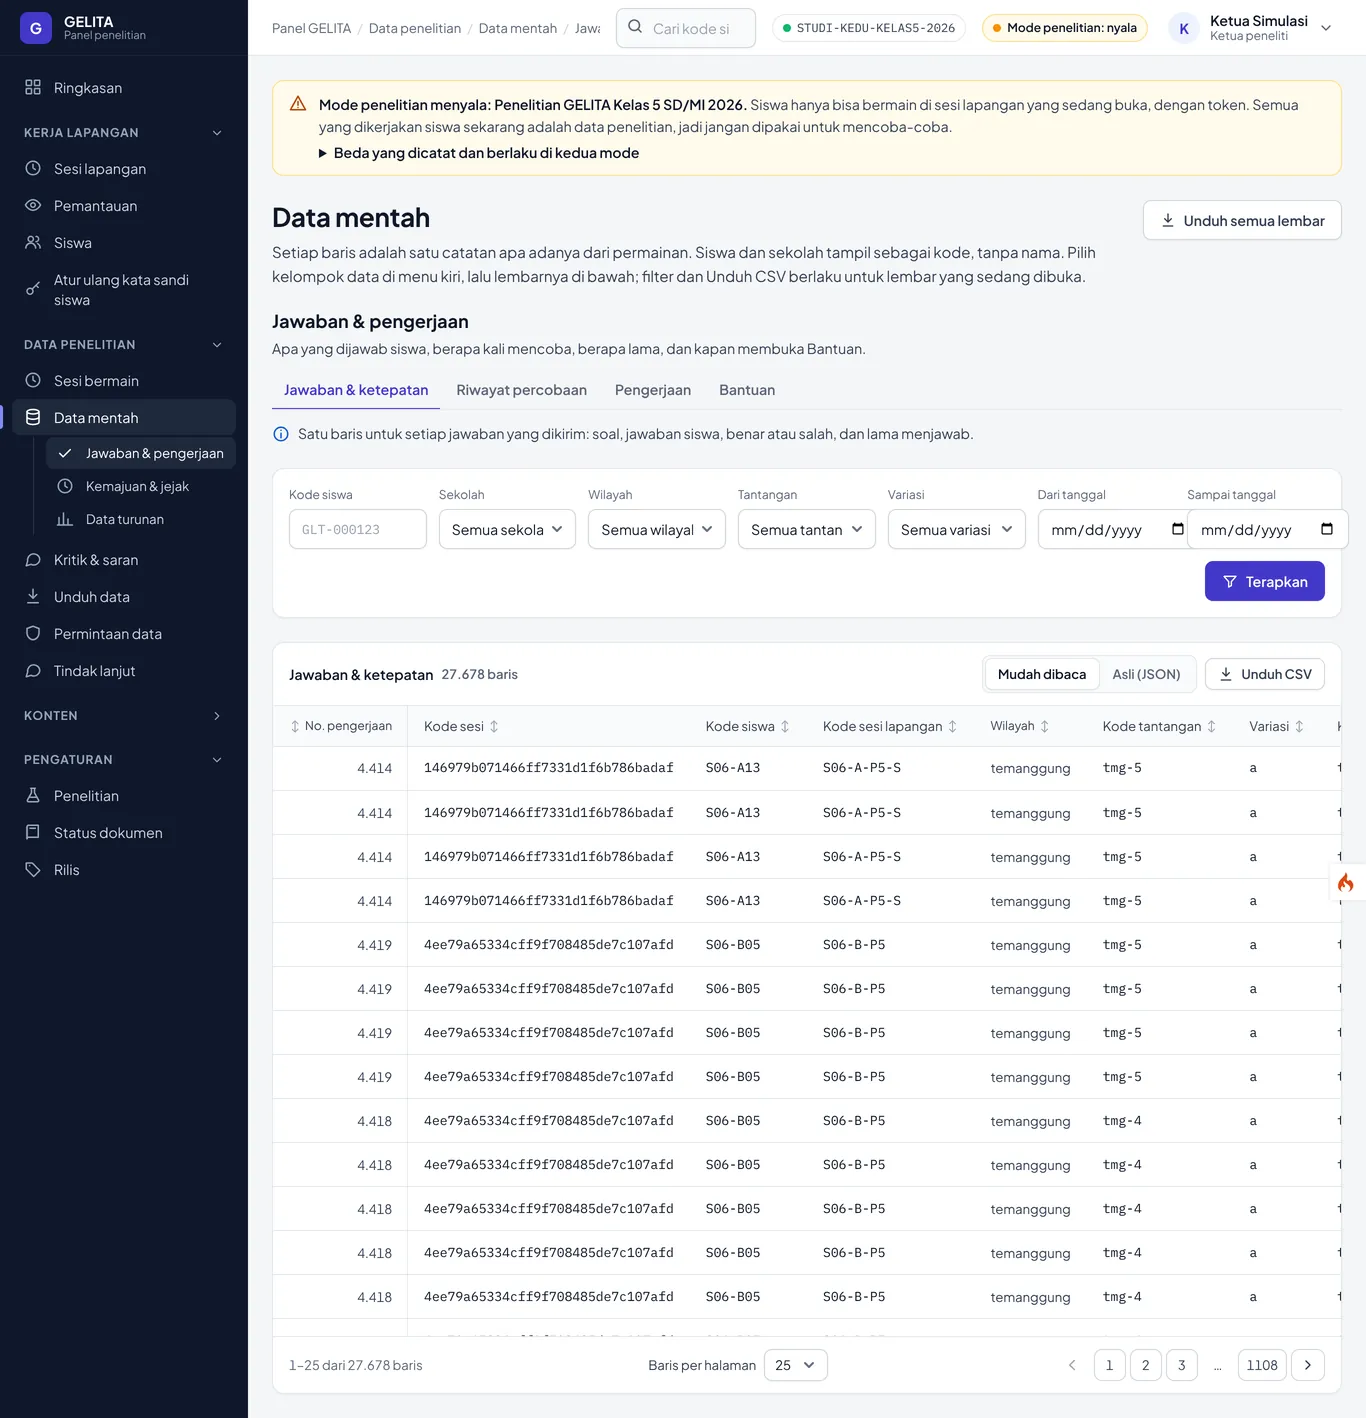 G GELITA
Panel penelitian
Ringkasan
KERJA LAPANGAN
Sesi lapangan
Pemantauan
Siswa
Atur ulang kata sandi
siswa
DATA PENELITIAN
Sesi bermain
Data mentah
Jawaban & pengerjaan
Kemajuan & jejak
Data turunan
Kritik & saran
Unduh data
Permintaan data
Tindak lanjut
KONTEN
PENGATURAN
Penelitian
Status dokumen
Rilis
Panel GELITA / Data penelitian / Data mentah /
Cari kode si
STUDI-KEDU-KELAS5-2026
Mode penelitian: nyala
K
Ketua Simulasi
Ketua peneliti
Mode penelitian menyala: Penelitian GELITA Kelas 5 SD/MI 2026. Siswa hanya bisa bermain di sesi lapangan yang sedang buka, dengan token. Semua
yang dikerjakan siswa sekarang adalah data penelitian, jadi jangan dipakai untuk mencoba-coba.
Beda yang dicatat dan berlaku di kedua mode
Data mentah
Unduh semua lembar
Setiap baris adalah satu catatan apa adanya dari permainan. Siswa dan sekolah tampil sebagai kode, tanpa nama. Pilih
kelompok data di menu kiri, lalu lembarnya di bawah; filter dan Unduh CSV berlaku untuk lembar yang sedang dibuka.
Jawaban & pengerjaan
Apa yang dijawab siswa, berapa kali mencoba, berapa lama, dan kapan membuka Bantuan.
Jawaban & ketepatan Riwayat percobaan Pengerjaan Bantuan
Satu baris untuk setiap jawaban yang dikirim: soal, jawaban siswa, benar atau salah, dan lama menjawab.
Kode siswa Sekolah Wilayah Tantangan Variasi Dari tanggal Sampai tanggal
GLT-000123 Semua sekola Semua wilayal Semua tantan Semua variasi mm/dd/yyyy mm/dd/yyyy
Terapkan
Jawaban & ketepatan 27.678 baris Mudah dibaca Asli (JSON) Unduh CSV
No. pengerjaan Kode sesi Kode siswa Kode sesi lapangan Wilayah Kode tantangan Variasi
4.414 146979b071466ff7331d1f6b786badaf S06-A13 S06-A-P5-S temanggung tmg-5 a
4.414 146979b071466ff7331d1f6b786badaf S06-A13 S06-A-P5-S temanggung tmg-5 a
4.414 146979b071466ff7331d1f6b786badaf S06-A13 S06-A-P5-S temanggung tmg-5 a
4.414 146979b071466ff7331d1f6b786badaf S06-A13 S06-A-P5-S temanggung tmg-5 a
4.419 4ee79a65334cff9f708485de7c107afd S06-B05 S06-B-P5 temanggung tmg-5 a
4.419 4ee79a65334cff9f708485de7c107afd S06-B05 S06-B-P5 temanggung tmg-5 a
4.419 4ee79a65334cff9f708485de7c107afd S06-B05 S06-B-P5 temanggung tmg-5 a
4.419 4ee79a65334cff9f708485de7c107afd S06-B05 S06-B-P5 temanggung tmg-5 a
4.418 4ee79a65334cff9f708485de7c107afd S06-B05 S06-B-P5 temanggung tmg-4 a
4.418 4ee79a65334cff9f708485de7c107afd S06-B05 S06-B-P5 temanggung tmg-4 a
4.418 4ee79a65334cff9f708485de7c107afd S06-B05 S06-B-P5 temanggung tmg-4 a
4.418 4ee79a65334cff9f708485de7c107afd S06-B05 S06-B-P5 temanggung tmg-4 a
4.418 4ee79a65334cff9f708485de7c107afd S06-B05 S06-B-P5 temanggung tmg-4 a
1–25 dari 27.678 baris Baris per halaman 25 1 2 3 … 1108